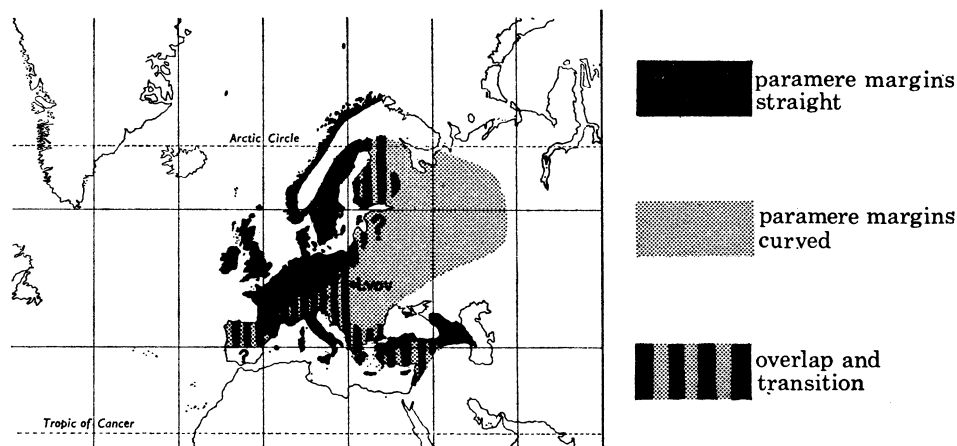 paramere margins
straight
Arctic Circle
paramere margins
curved
?
Lvov
?
overlap and
transition
Tropic of Cancer